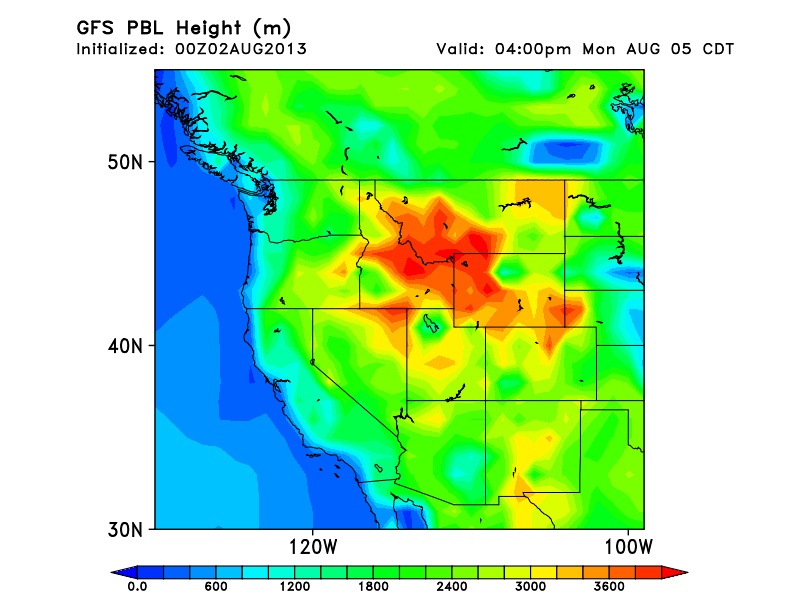 GFS PBL Height (m)
Initialized: 00Z02AUG2013 Valid: 04:00pm Mon AUG 05 CDT
50N
40N
30N
120W 100W
0.0 600 1200 1800 2400 3000 3600